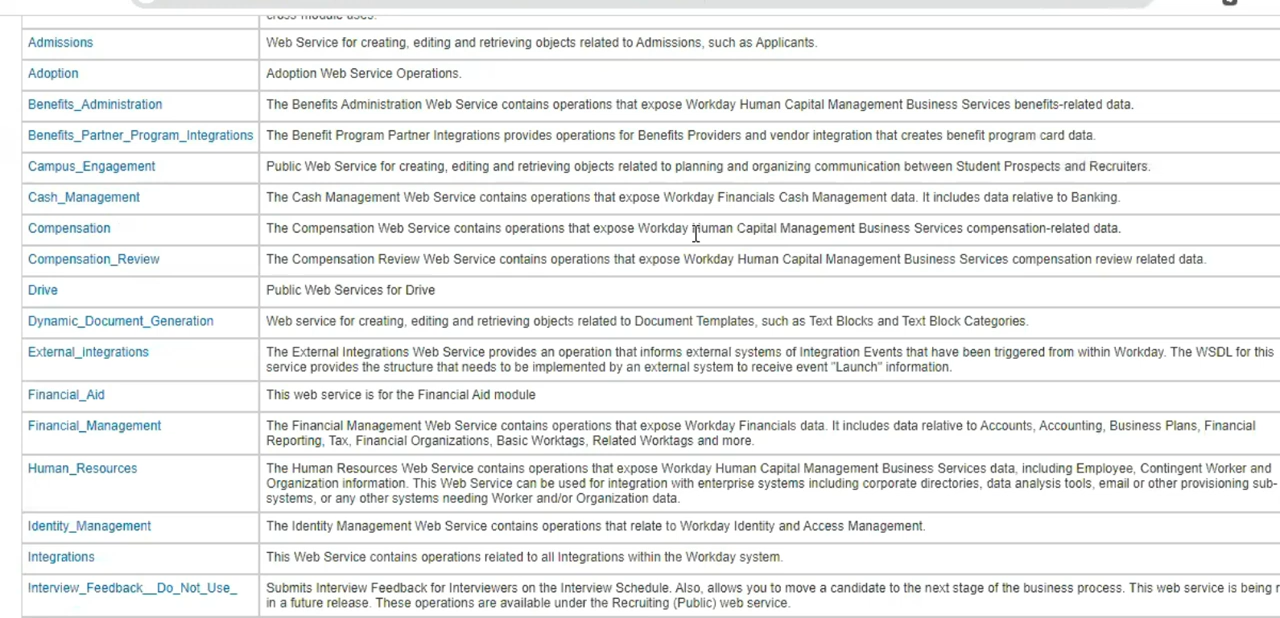 cross-module uses.
Admissions Web Service for creating, editing and retrieving objects related to Admissions, such as Applicants.
Adoption Adoption Web Service Operations.
Benefits_Administration The Benefits Administration Web Service contains operations that expose Workday Human Capital Management Business Services benefits-related data.
Benefits_Partner_Program_Integrations The Benefit Program Partner Integrations provides operations for Benefits Providers and vendor integration that creates benefit program card data.
Campus_Engagement Public Web Service for creating, editing and retrieving objects related to planning and organizing communication between Student Prospects and Recruiters.
Cash_Management The Cash Management Web Service contains operations that expose Workday Financials Cash Management data. It includes data relative to Banking.
Compensation The Compensation Web Service contains operations that expose Workday Human Capital Management Business Services compensation-related data.
Compensation_Review The Compensation Review Web Service contains operations that expose Workday Human Capital Management Business Services compensation review related data.
Drive Public Web Services for Drive
Dynamic_Document_Generation Web service for creating, editing and retrieving objects related to Document Templates, such as Text Blocks and Text Block Categories.
External_Integrations The External Integrations Web Service provides an operation that informs external systems of Integration Events that have been triggered from within Workday. The WSDL for this
service provides the structure that needs to be implemented by an external system to receive event "Launch" information.
Financial_Aid This web service is for the Financial Aid module
Financial_Management The Financial Management Web Service contains operations that expose Workday Financials data. It includes data relative to Accounts, Accounting, Business Plans, Financial
Reporting, Tax, Financial Organizations, Basic Worktags, Related Worktags and more.
Human_Resources The Human Resources Web Service contains operations that expose Workday Human Capital Management Business Services data, including Employee, Contingent Worker and
Organization information. This Web Service can be used for integration with enterprise systems including corporate directories, data analysis tools, email or other provisioning sub-
systems, or any other systems needing Worker and/or Organization data.
Identity_Management The Identity Management Web Service contains operations that relate to Workday Identity and Access Management.
Integrations This Web Service contains operations related to all Integrations within the Workday system.
Interview_Feedback__Do_Not_Use_ Submits Interview Feedback for Interviewers on the Interview Schedule. Also, allows you to move a candidate to the next stage of the business process. This web service is being
in a future release. These operations are available under the Recruiting (Public) web service.